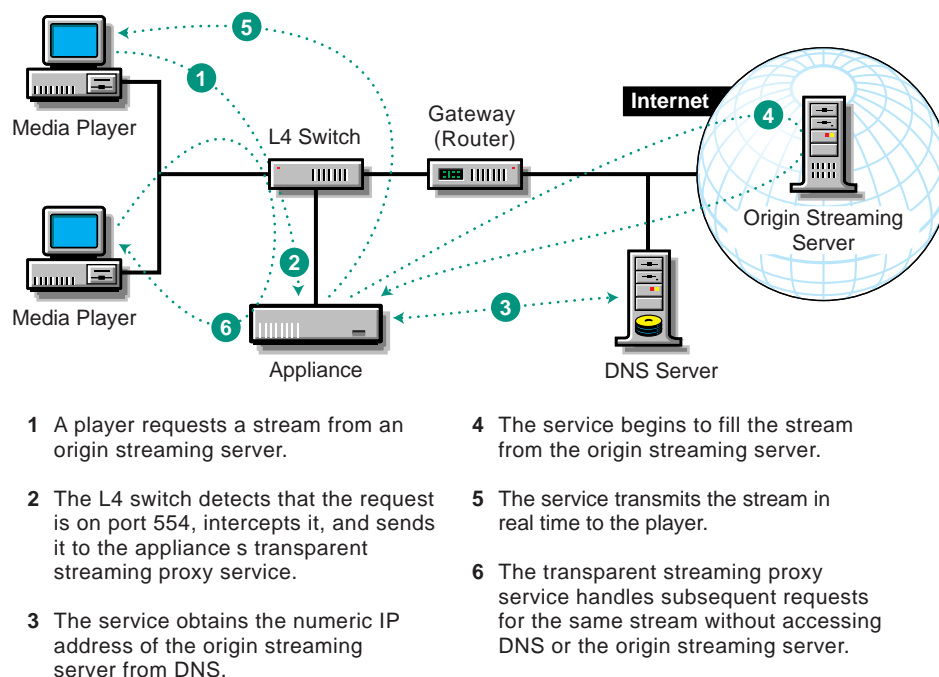 5
1
Internet
4
Media Player
L4 Switch
Gateway
(Router)
Origin Streaming
Server
2
3
Media Player
6
Appliance
DNS Server
1 A player requests a stream from an
origin streaming server.
2 The L4 switch detects that the request
is on port 554, intercepts it, and sends
it to the appliance s transparent
streaming proxy service.
3 The service obtains the numeric IP
address of the origin streaming
server from DNS.
4 The service begins to fill the stream
from the origin streaming server.
5 The service transmits the stream in
real time to the player.
6 The transparent streaming proxy
service handles subsequent requests
for the same stream without accessing
DNS or the origin streaming server.